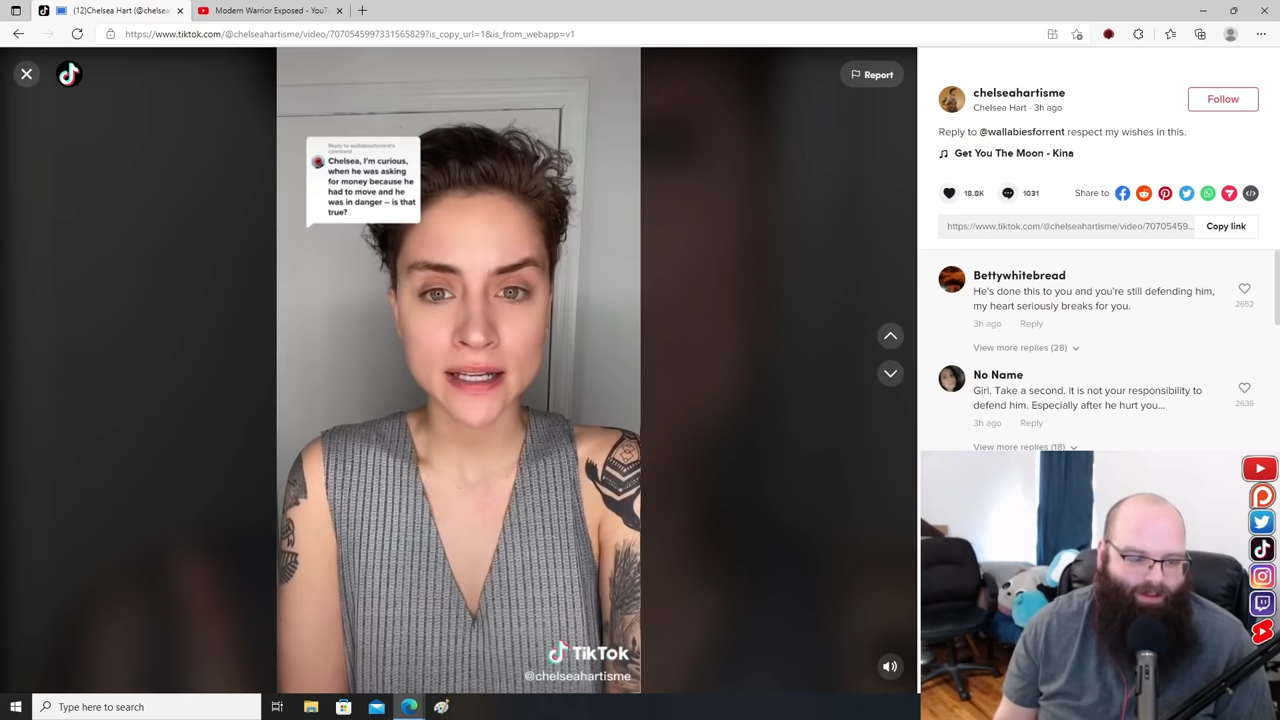 (12)Chelsea Hart (@chelsea
Modern Warrior Exposed - YouT
https://www.tiktok.com/@chelseahartisme/video/7070545997331565829?is_copy_url=1&is_from_webapp=v1
Report
Reply to wallabiesforrent's
comment
Chelsea, I'm curious,
when he was asking
for money because he
had to move and he
was in danger -- is that
true?
TikTok
@chelseahartisme
chelseahartisme
Chelsea Hart · 3h ago
Follow
Reply to @wallabiesforrent respect my wishes in this.
Get You The Moon - Kina
18.8K
1031
Share to
https://www.tiktok.com/@chelseahartisme/video/70705459...
Copy link
Bettywhitebread
He's done this to you and you're still defending him,
my heart seriously breaks for you.
2652
3h ago
Reply
View more replies (28)
No Name
Girl. Take a second. It is not your responsibility to
defend him. Especially after he hurt you...
2636
3h ago
Reply
View more replies (18)
Type here to search